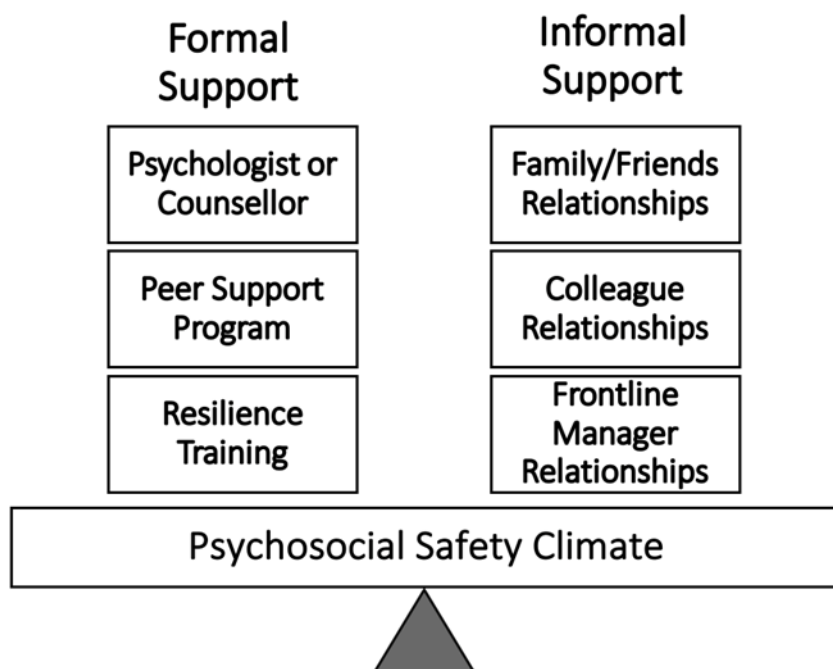 Formal
Support
Psychologist or
Counsellor
Peer Support
Program
Resilience
Training
Informal
Support
Family/Friends
Relationships
Colleague
Relationships
Frontline
Manager
Relationships
Psychosocial Safety Climate